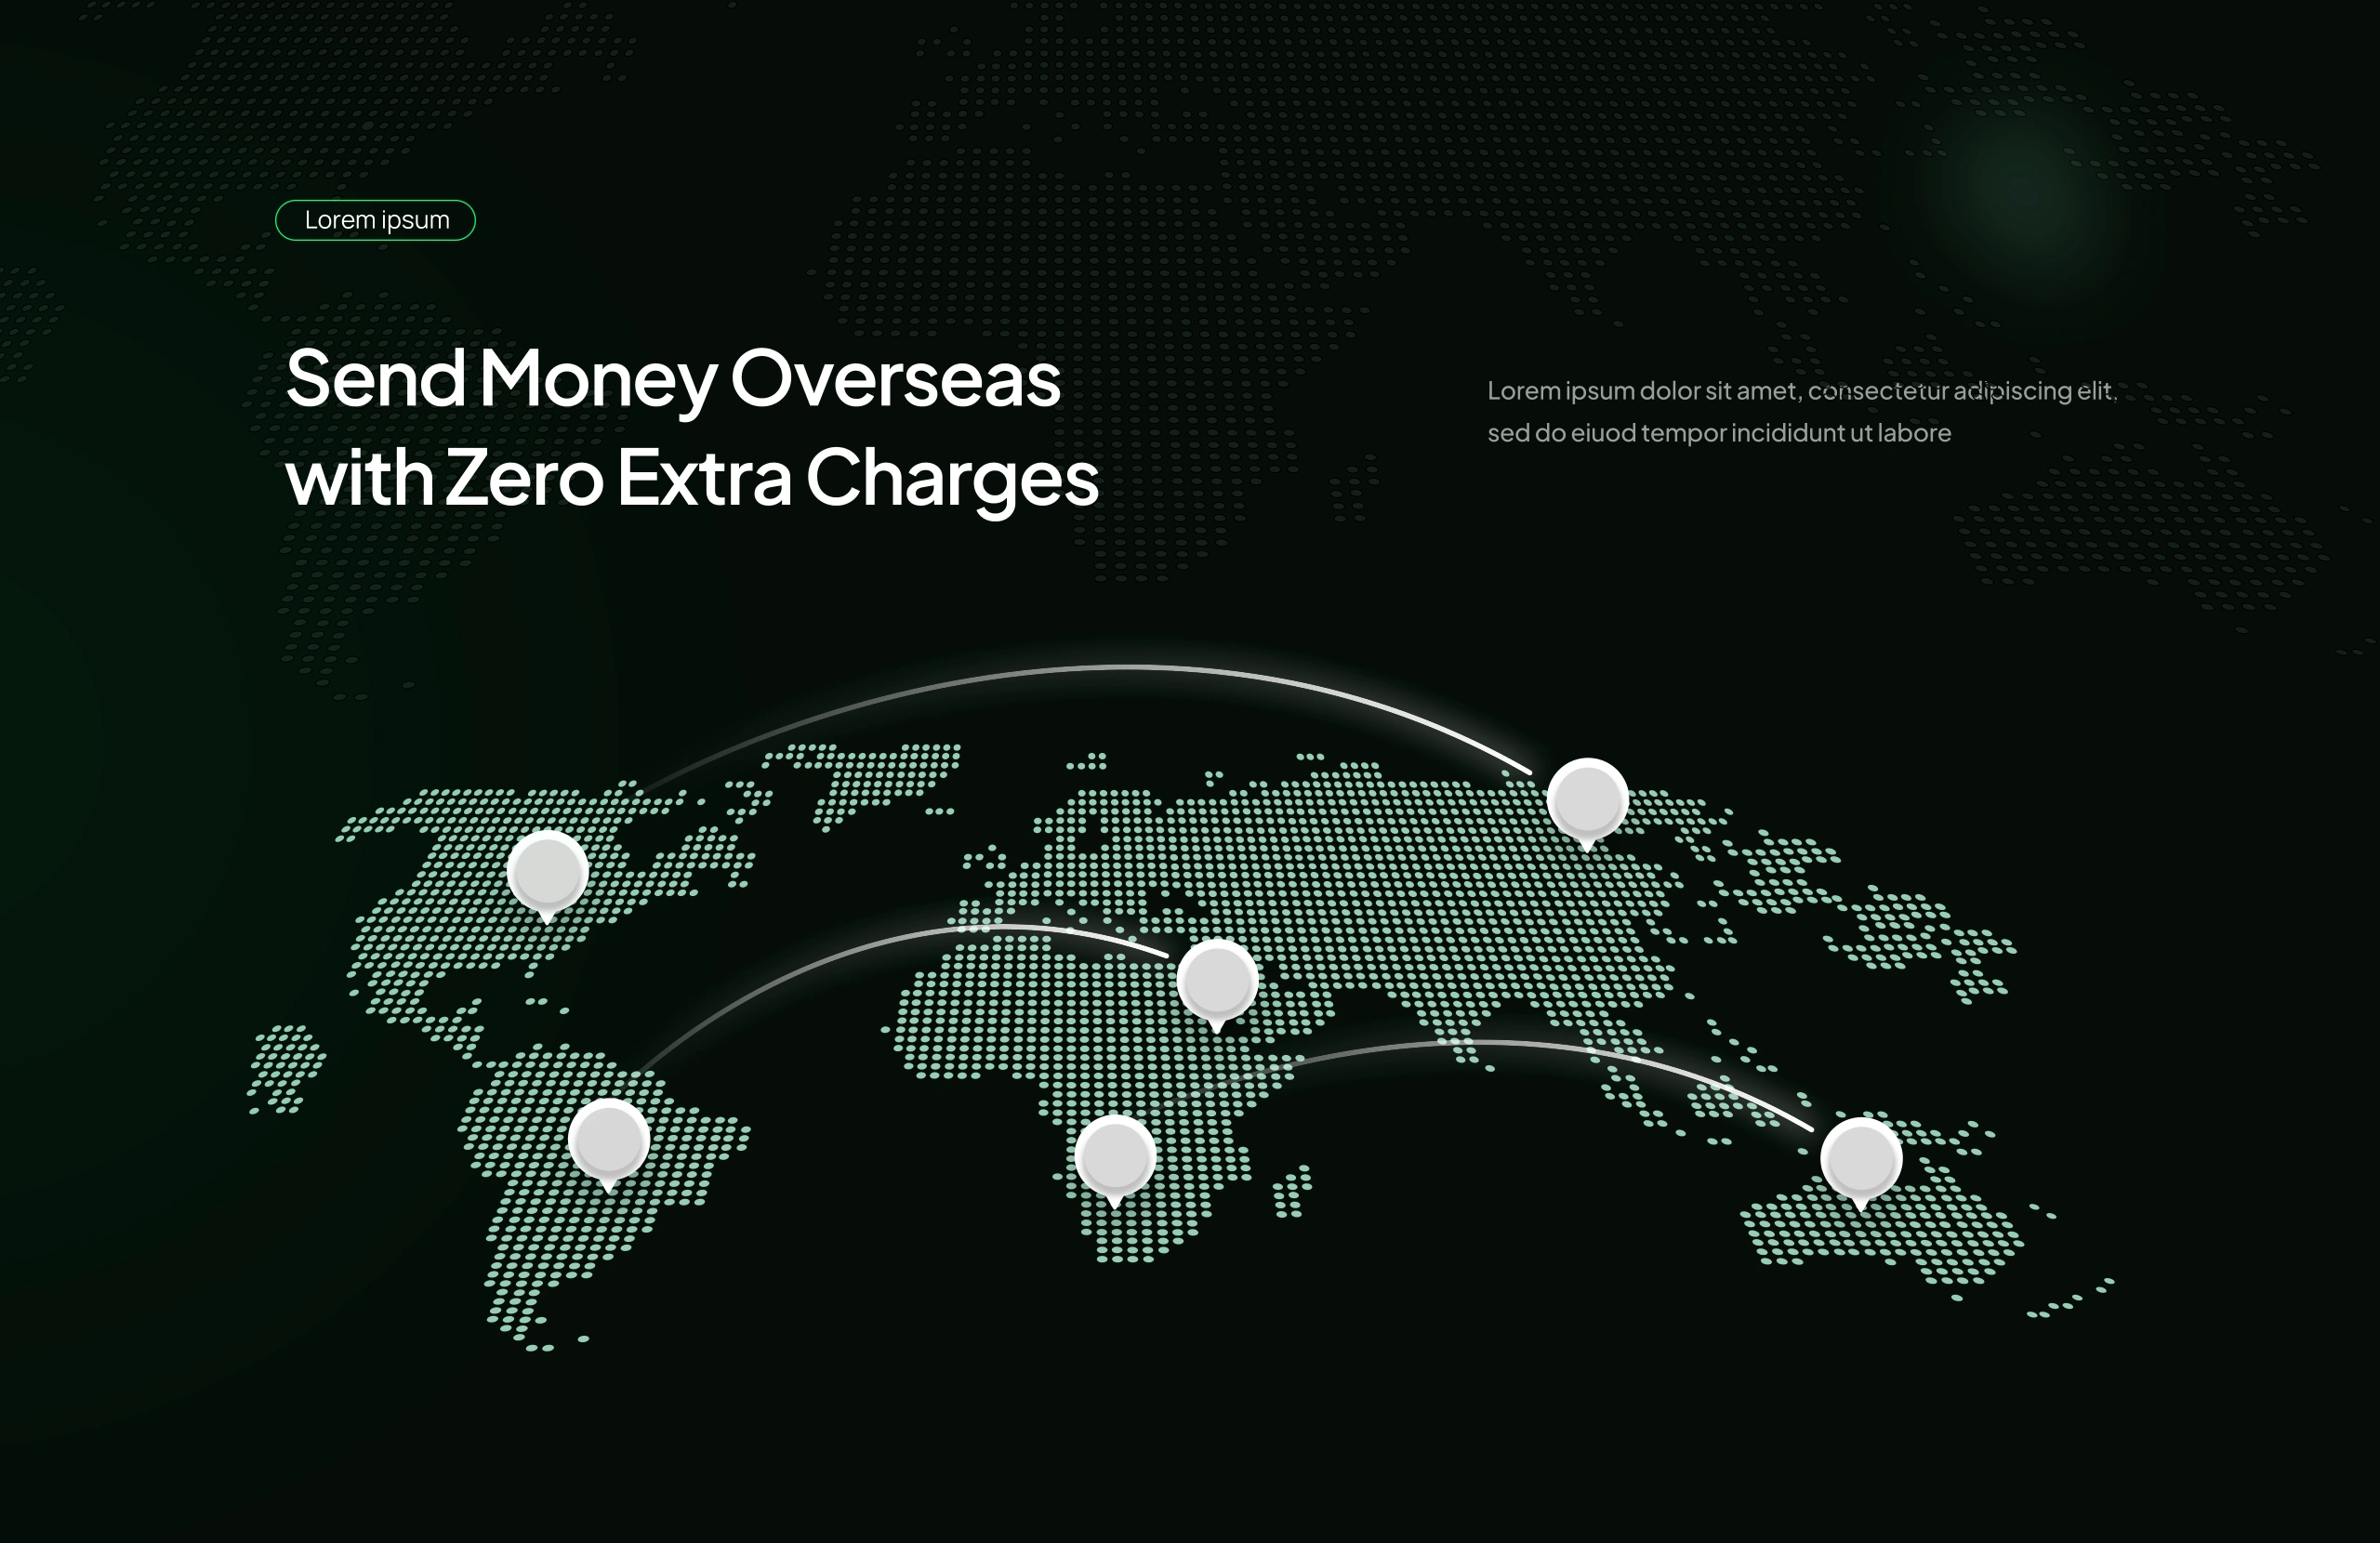 Lorem ipsum
Send Money Overseas
with Zero Extra Charges
Lorem ipsum dolor sit amet, consectetur adipiscing elit,
sed do eiuod tempor incididunt ut labore